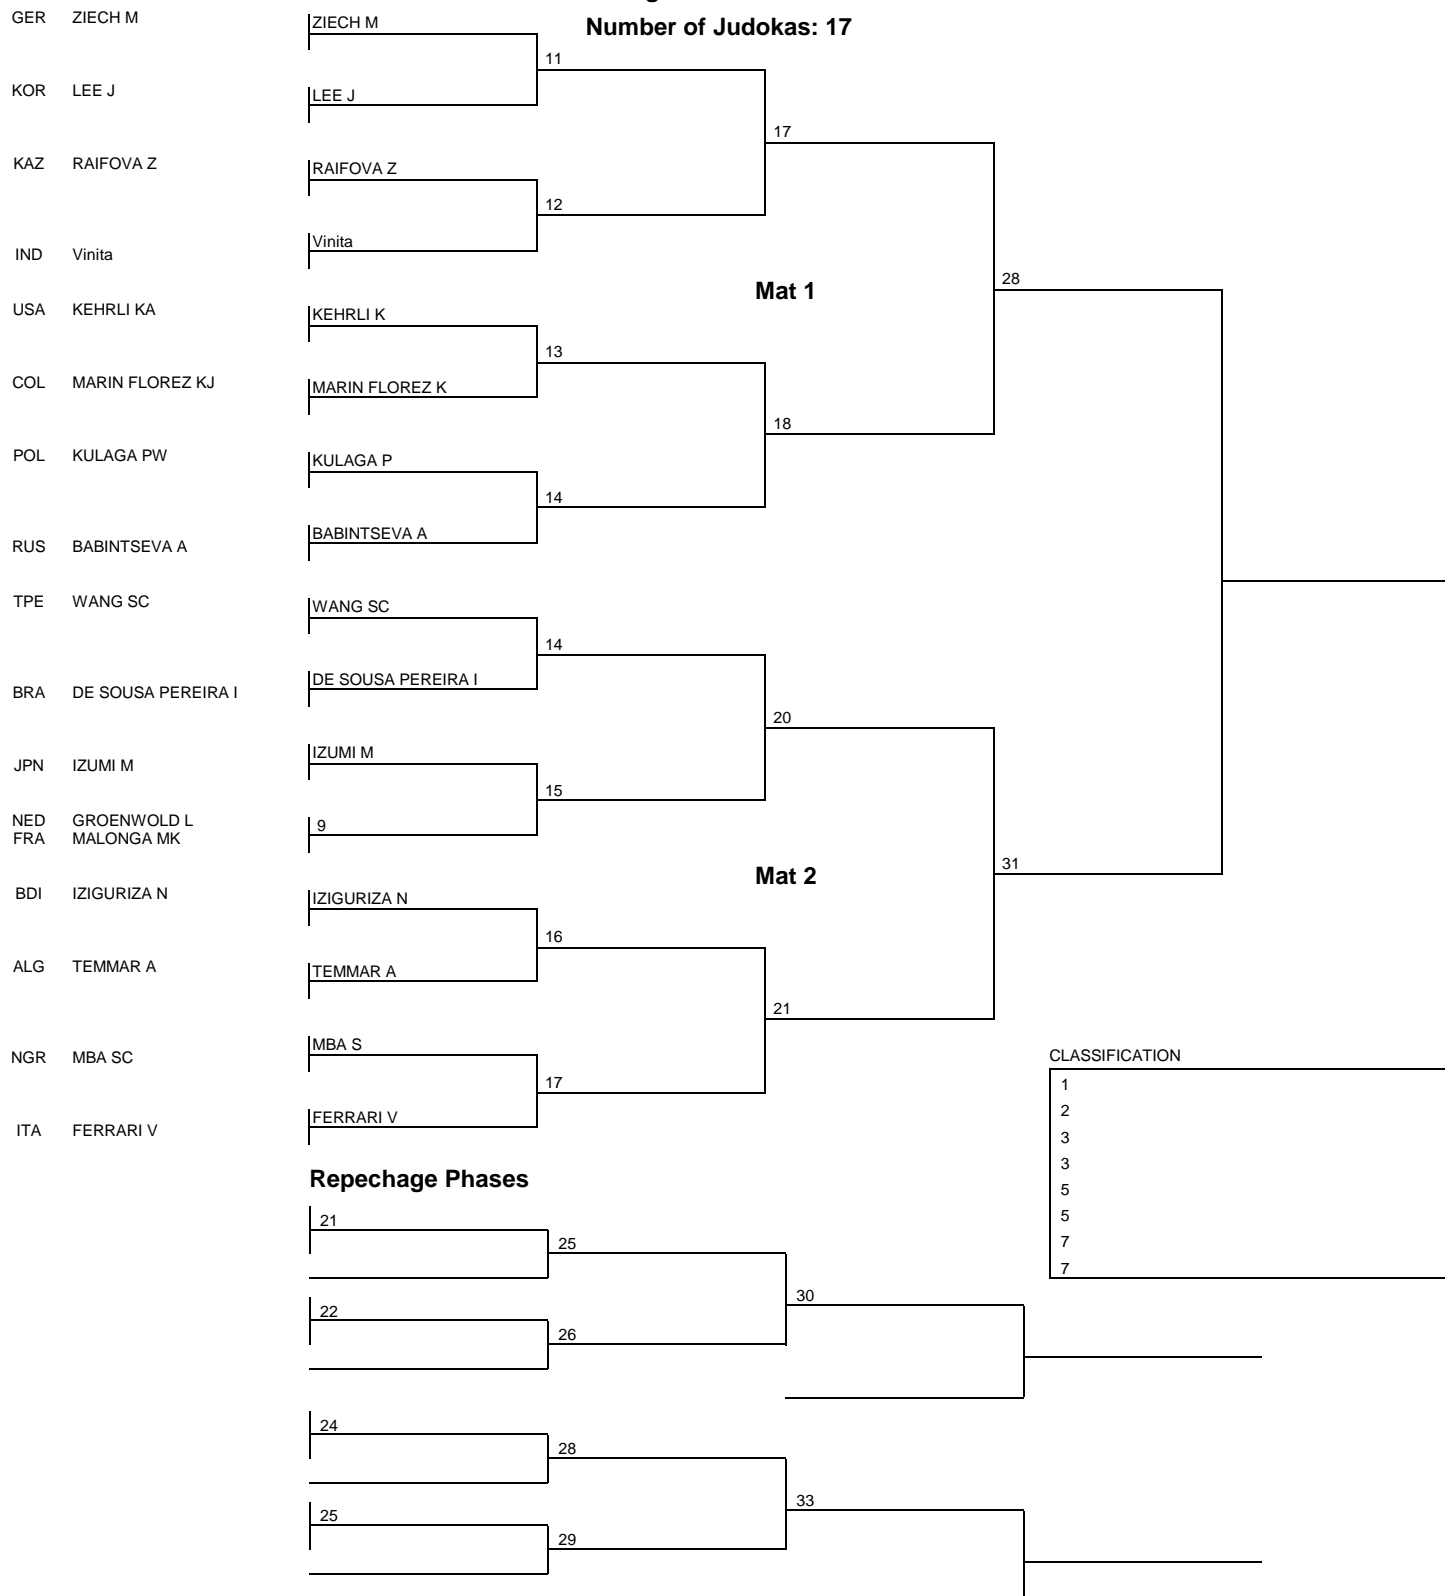 Number of Judokas: 17
GER ZIECH M
ZIECH M
11
KOR LEE J
LEE J
17
KAZ RAIFOVA Z
RAIFOVA Z
12
IND Vinita
Vinita
28
Mat 1
USA KEHRLI KA
KEHRLI K
13
COL MARIN FLOREZ KJ
MARIN FLOREZ K
18
POL KULAGA PW
KULAGA P
14
RUS BABINTSEVA A
BABINTSEVA A
TPE WANG SC
WANG SC
14
BRA DE SOUSA PEREIRA I
DE SOUSA PEREIRA I
20
JPN IZUMI M
IZUMI M
15
NED GROENWOLD L
FRA MALONGA MK
9
31
Mat 2
BDI IZIGURIZA N
IZIGURIZA N
16
ALG TEMMAR A
TEMMAR A
21
NGR MBA SC
MBA S
17
ITA FERRARI V
FERRARI V
CLASSIFICATION
1
2
3
3
5
5
7
7
Repechage Phases
21
25
22
26
30
24
28
25
29
33